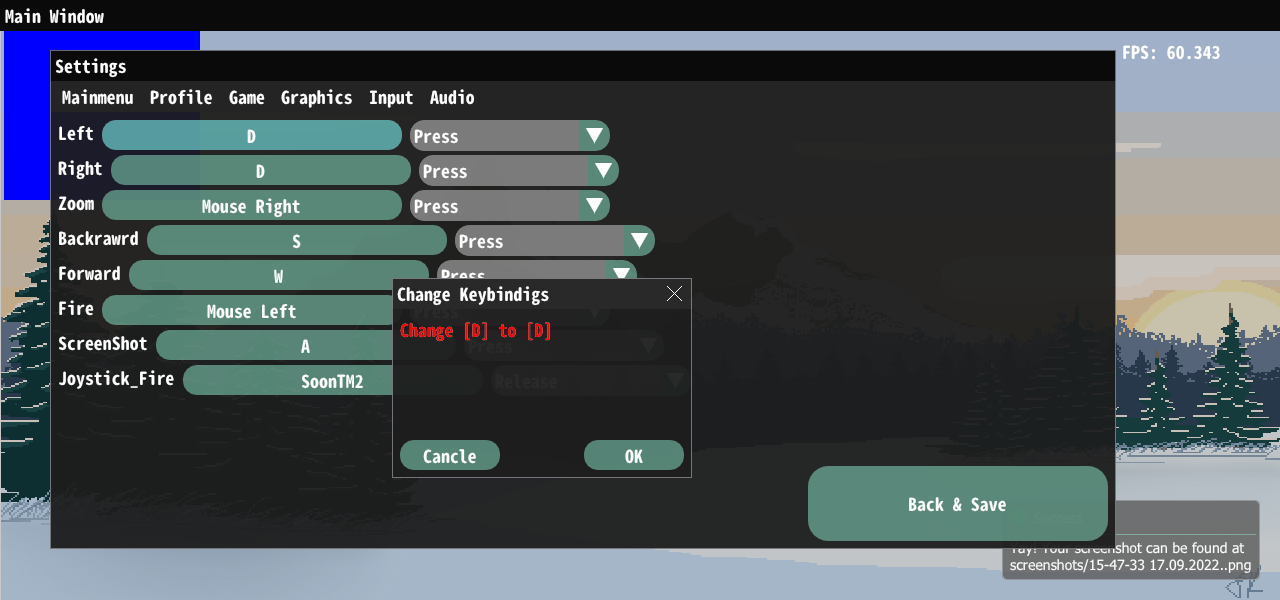 Main Window
FPS: 60.343
Settings
Mainmenu Profile Game Graphics Input Audio
Left D Press
Right D Press
Zoom Mouse Right Press
Backrawrd S Press
Forward W Press
Change Keybindigs
Fire Mouse Left Press
Change [D] to [D]
ScreenShot A Press
Joystick_Fire SoonTM2 Release
Cancle OK
Back & Save
Yay! Your screenshot can be found at
screenshots/15-47-33 17.09.2022..png